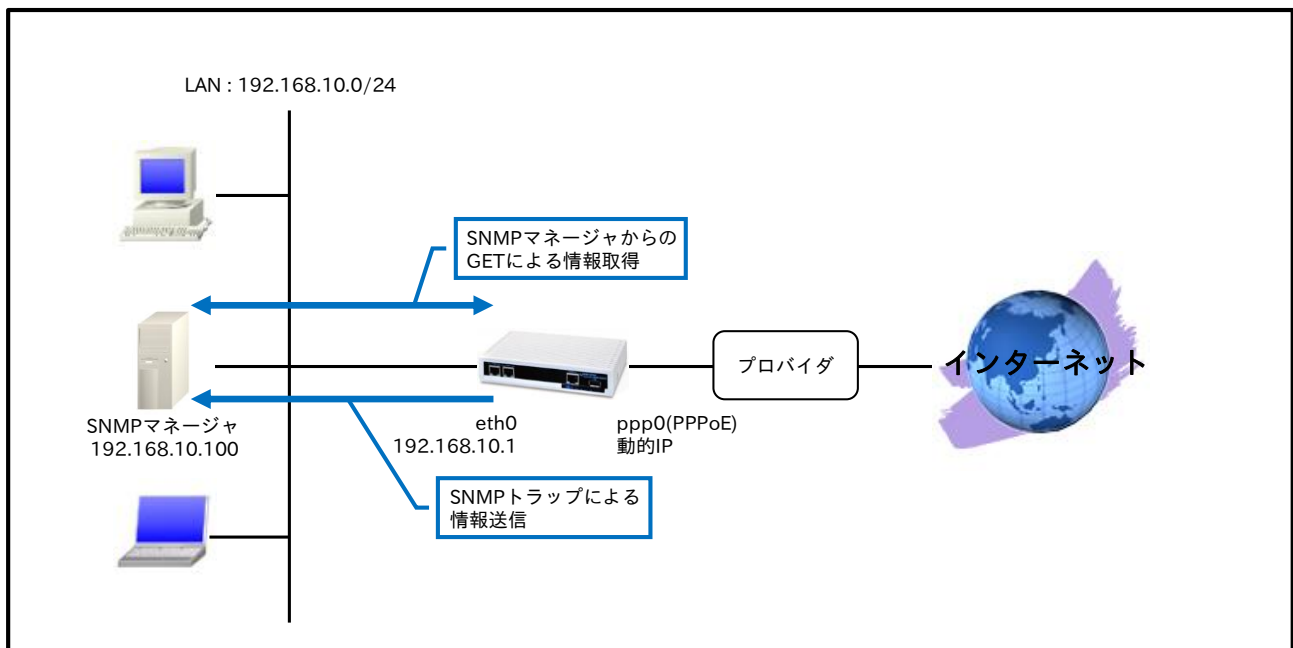 LAN : 192.168.10.0/24
SNMPマネージャからの
GETによる情報取得
プロバイダ
インターネット
SNMPマネージャ
192.168.10.100
eth0
192.168.10.1
ppp0(PPPoE)
動的IP
SNMPトラップによる
情報送信